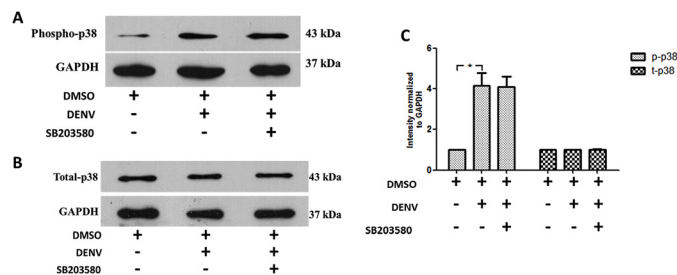 A
Phospho-p38
43 kDa
GAPDH
37 kDa
DMSO + + +
DENV - + +
SB203580 - - +
B
Total-p38
43 kDa
GAPDH
37 kDa
DMSO + + +
DENV - + +
SB203580 - - +
C
Intensity normalized
to GAPDH
6
4
2
0
*
p-p38
t-p38
DMSO + + + + + +
DENV - + + - + +
SB203580 - - + - - +